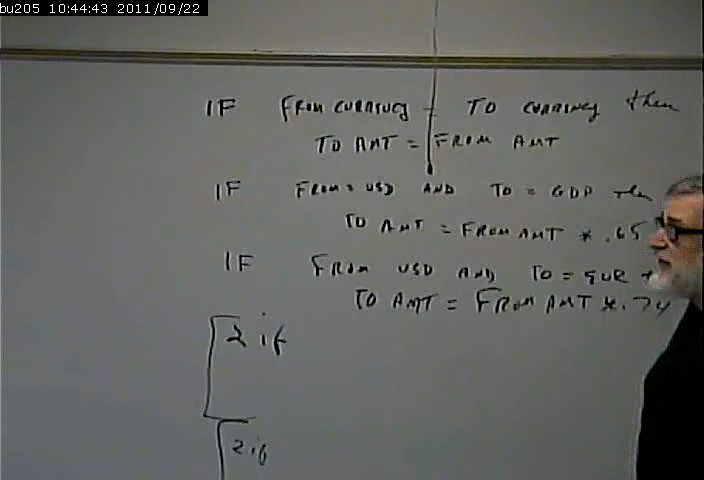 bu205 10:44:43 2011/09/22
IF FROM CURRENCY = TO CURRENCY then
TO AMT = FROM AMT
IF FROM = USD AND TO = GDP then
TO AMT = FROM AMT * .65
IF FROM USD AND TO = EUR
TO AMT = FROM AMT * .74
2 if
2 if